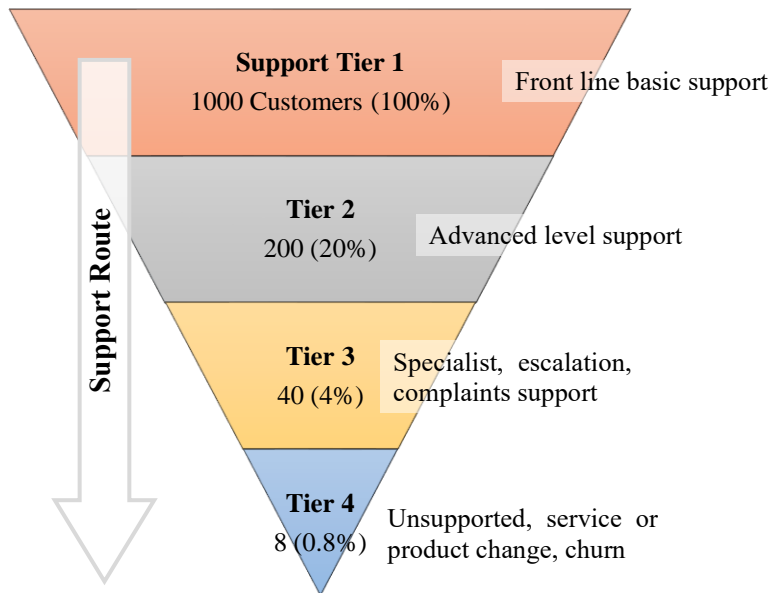 Support Tier 1
1000 Customers (100%)
Front line basic support
Tier 2
200 (20%)
Advanced level support
Tier 3
40 (4%)
Specialist, escalation,
complaints support
Tier 4
8 (0.8%)
Unsupported, service or
product change, churn
Support Route